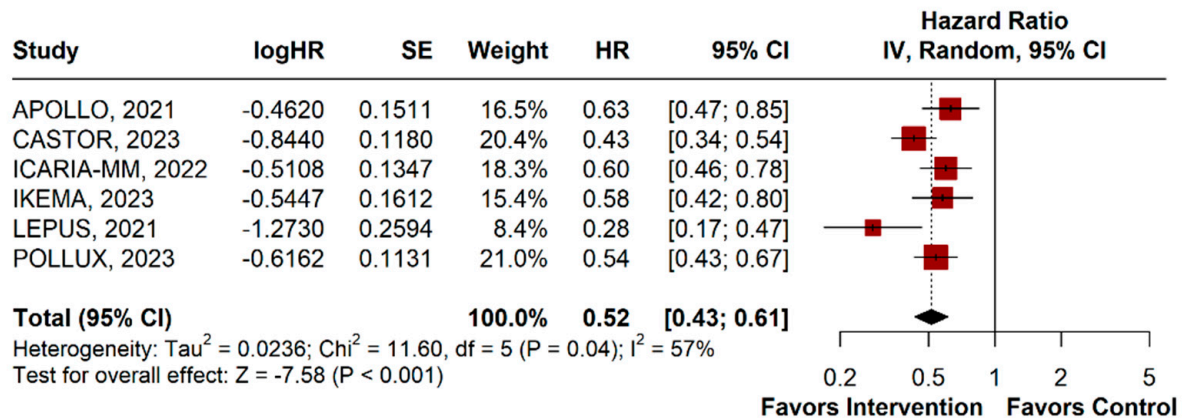 Hazard Ratio
Study logHR SE Weight HR 95% CI IV, Random, 95% CI
APOLLO, 2021 -0.4620 0.1511 16.5% 0.63 [0.47; 0.85]
CASTOR, 2023 -0.8440 0.1180 20.4% 0.43 [0.34; 0.54]
ICARIA-MM, 2022 -0.5108 0.1347 18.3% 0.60 [0.46; 0.78]
IKEMA, 2023 -0.5447 0.1612 15.4% 0.58 [0.42; 0.80]
LEPUS, 2021 -1.2730 0.2594 8.4% 0.28 [0.17; 0.47]
POLLUX, 2023 -0.6162 0.1131 21.0% 0.54 [0.43; 0.67]
Total (95% CI) 100.0% 0.52 [0.43; 0.61]
Heterogeneity: Tau² = 0.0236; Chi² = 11.60, df = 5 (P = 0.04); I² = 57%
Test for overall effect: Z = -7.58 (P < 0.001)
0.2 0.5 1 2 5
Favors Intervention Favors Control